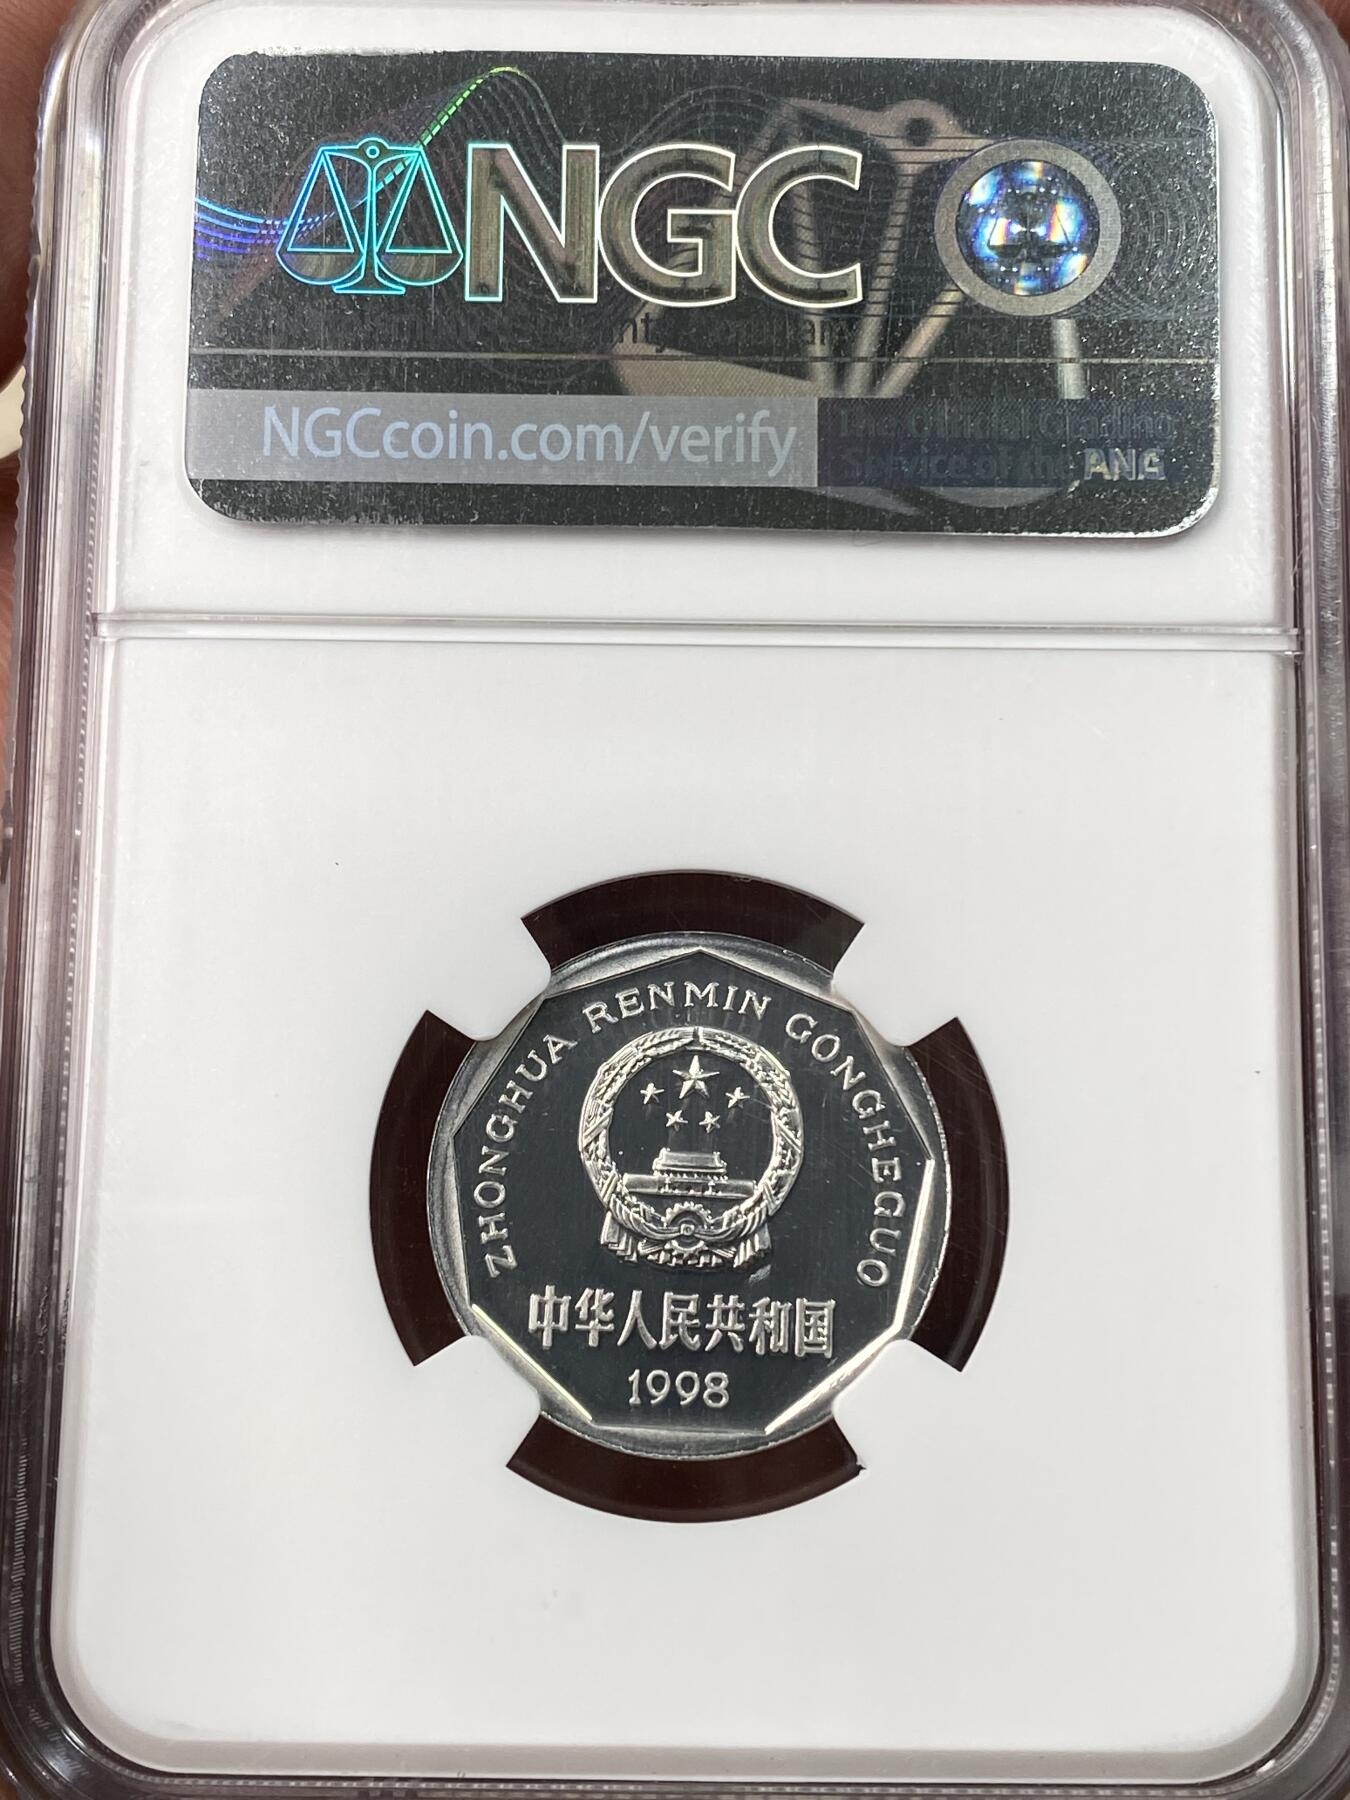 NGC
NGCcoin.com/verify
The Official Grading
Service of the ANA
ZHONGHUA RENMIN GONGHEGUO
中华人民共和国
1998